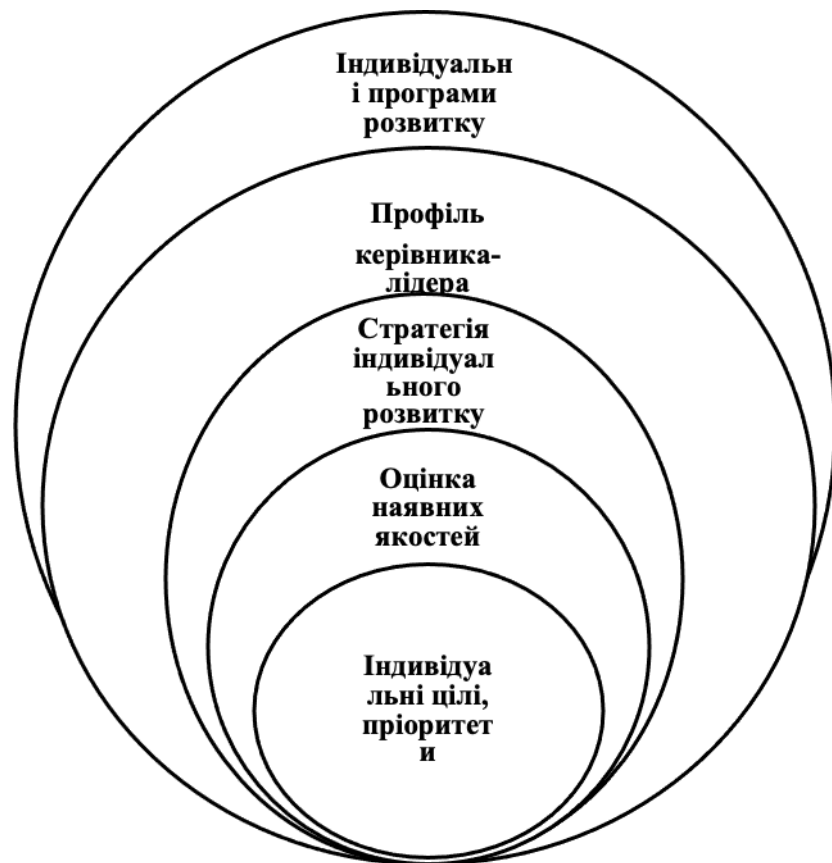 Індивідуальн
і програми
розвитку
Профіль
керівника-
лідера
Стратегія
індивідуал
ьного
розвитку
Оцінка
наявних
якостей
Індивідуа
льні цілі,
пріоритет
и